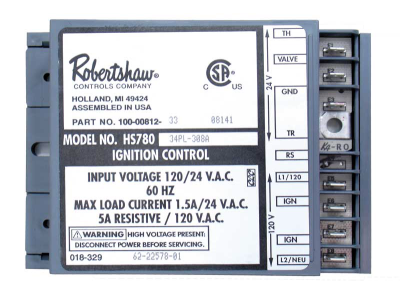 Robertshaw
CONTROLS COMPANY
HOLLAND, MI 49424
ASSEMBLED IN USA
C US
PART NO. 100-00812- 33 08141
MODEL NO. HS780 34PL-308A
IGNITION CONTROL
INPUT VOLTAGE 120/24 V.A.C.
60 HZ
MAX LOAD CURRENT 1.5A/24 V.A.C.
5A RESISTIVE / 120 V.A.C.
WARNING HIGH VOLTAGE PRESENT:
DISCONNECT POWER BEFORE SERVICING.
018-329 62-22578-01
TH
VALVE
24 V
GND
TR
RS
L1/120
IGN
120 V
IGN
L2/NEU